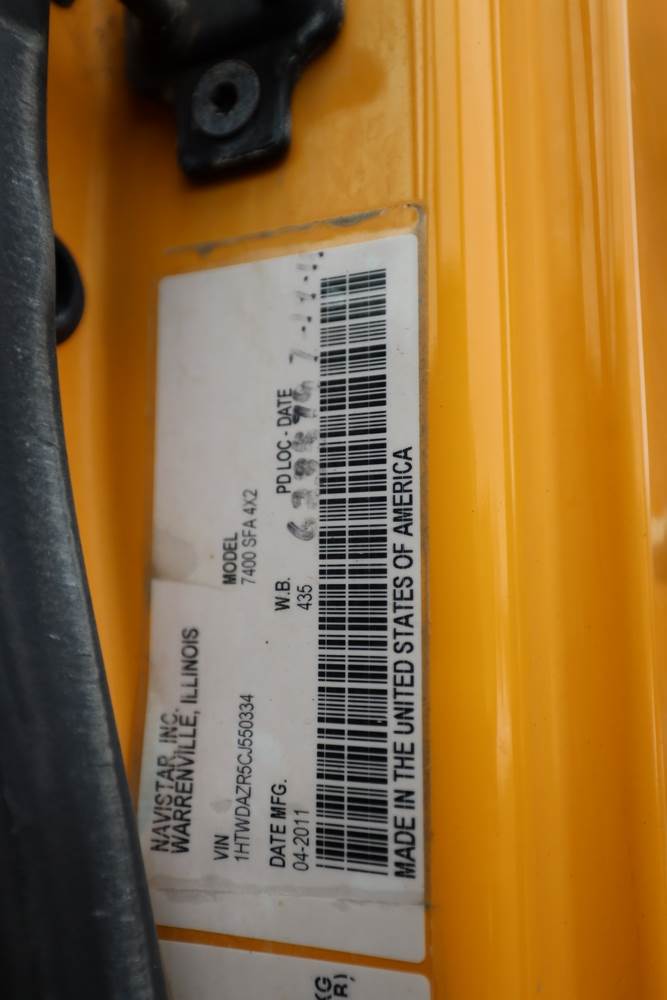 NAVISTAR, INC.
WARRENVILLE, ILLINOIS
VIN
1HTWDAZR5CJ550334
MODEL
7400 SFA 4X2
DATE MFG.
04-2011
W.B.
435
PD LOC - DATE
MADE IN THE UNITED STATES OF AMERICA
KG
R)